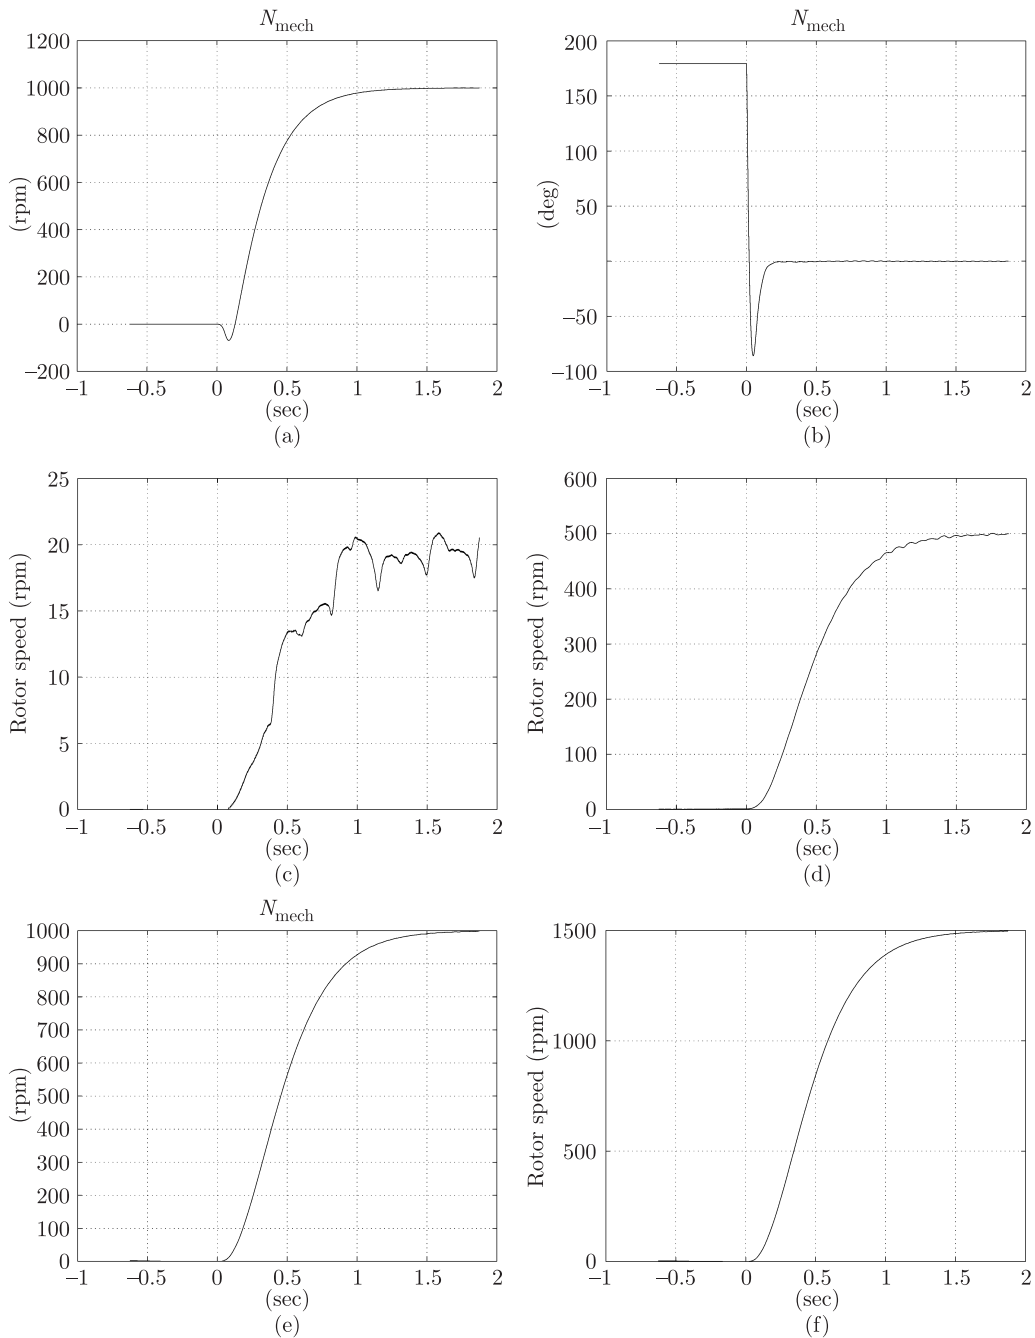 N_mech
1200
1000
800
600
400
200
0
−200
(rpm)
−1 −0.5 0 0.5 1 1.5 2
(sec)
(a)
N_mech
200
150
100
50
−50
−100
(deg)
−1 −0.5 0 0.5 1 1.5 2
(sec)
(b)
25
20
15
10
5
0
Rotor speed (rpm)
−1 −0.5 0 0.5 1 1.5 2
(sec)
(c)
600
500
400
300
200
100
0
Rotor speed (rpm)
−1 −0.5 0 0.5 1 1.5 2
(sec)
(d)
N_mech
1000
900
800
700
600
500
400
300
200
100
0
(rpm)
−1 −0.5 0 0.5 1 1.5 2
(sec)
(e)
1500
1000
500
0
Rotor speed (rpm)
−1 −0.5 0 0.5 1 1.5 2
(sec)
(f)